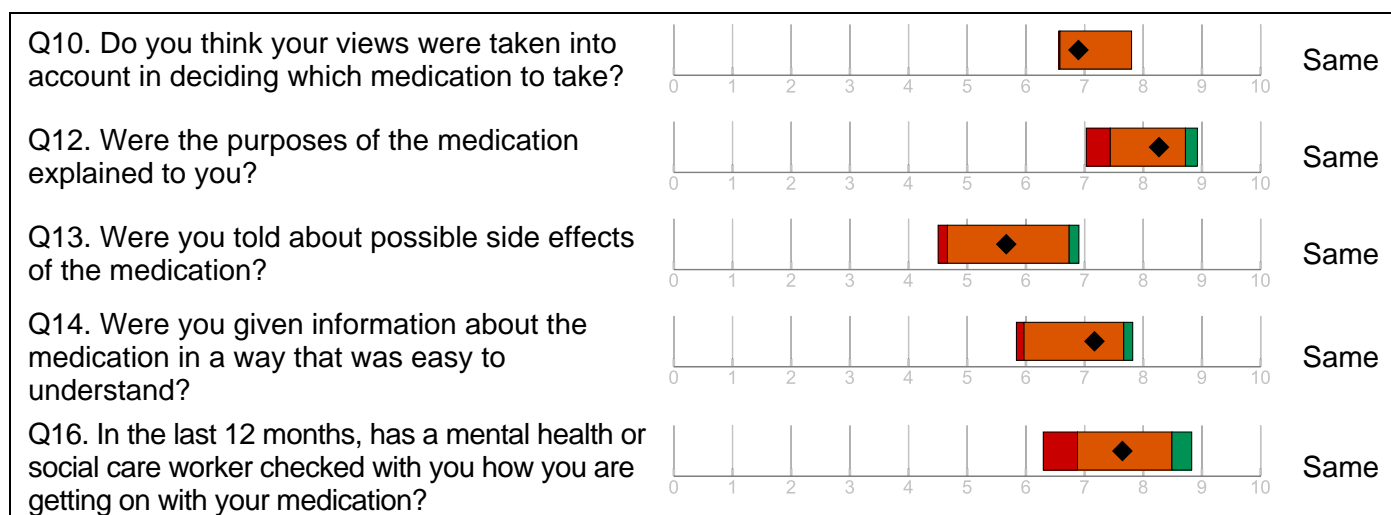 Q10. Do you think your views were taken into
account in deciding which medication to take?
0 1 2 3 4 5 6 7 8 9 10
Same
Q12. Were the purposes of the medication
explained to you?
0 1 2 3 4 5 6 7 8 9 10
Same
Q13. Were you told about possible side effects
of the medication?
0 1 2 3 4 5 6 7 8 9 10
Same
Q14. Were you given information about the
medication in a way that was easy to
understand?
0 1 2 3 4 5 6 7 8 9 10
Same
Q16. In the last 12 months, has a mental health or
social care worker checked with you how you are
getting on with your medication?
0 1 2 3 4 5 6 7 8 9 10
Same